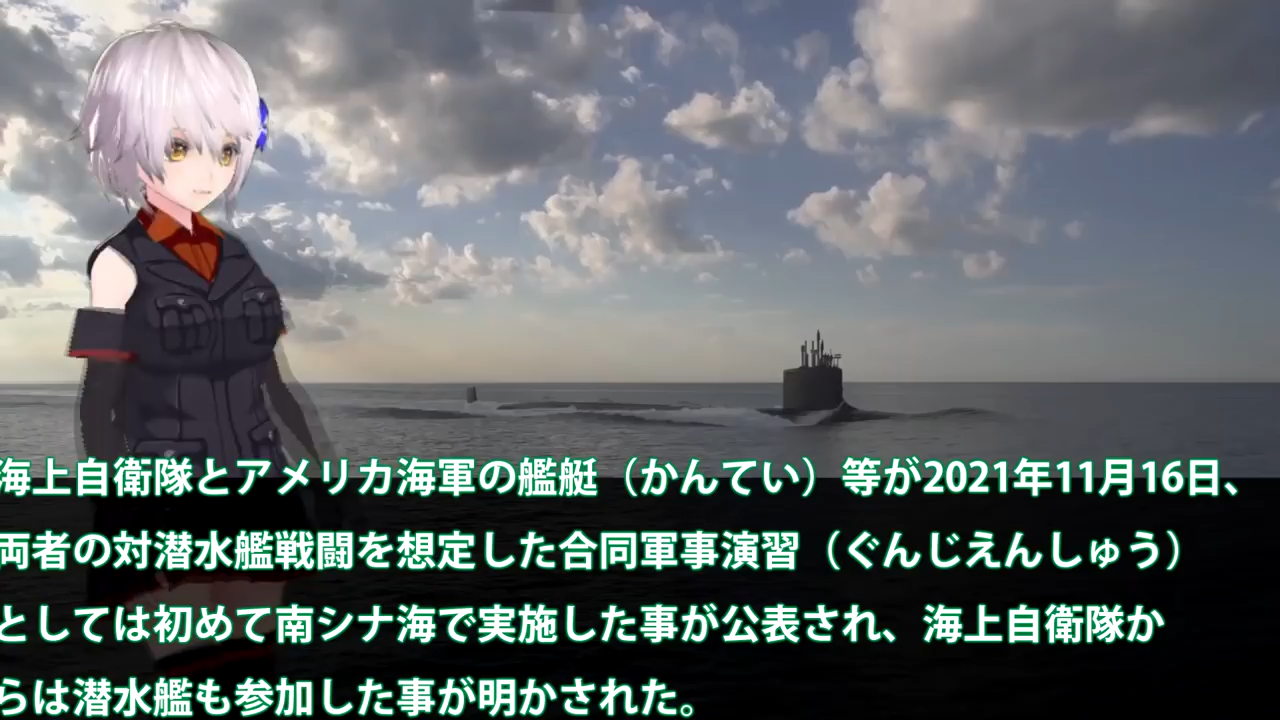 海上自衛隊とアメリカ海軍の艦艇（かんてい）等が2021年11月16日、
両者の対潜水艦戦闘を想定した合同軍事演習（ぐんじえんしゅう）
としては初めて南シナ海で実施した事が公表され、海上自衛隊か
らは潜水艦も参加した事が明かされた。